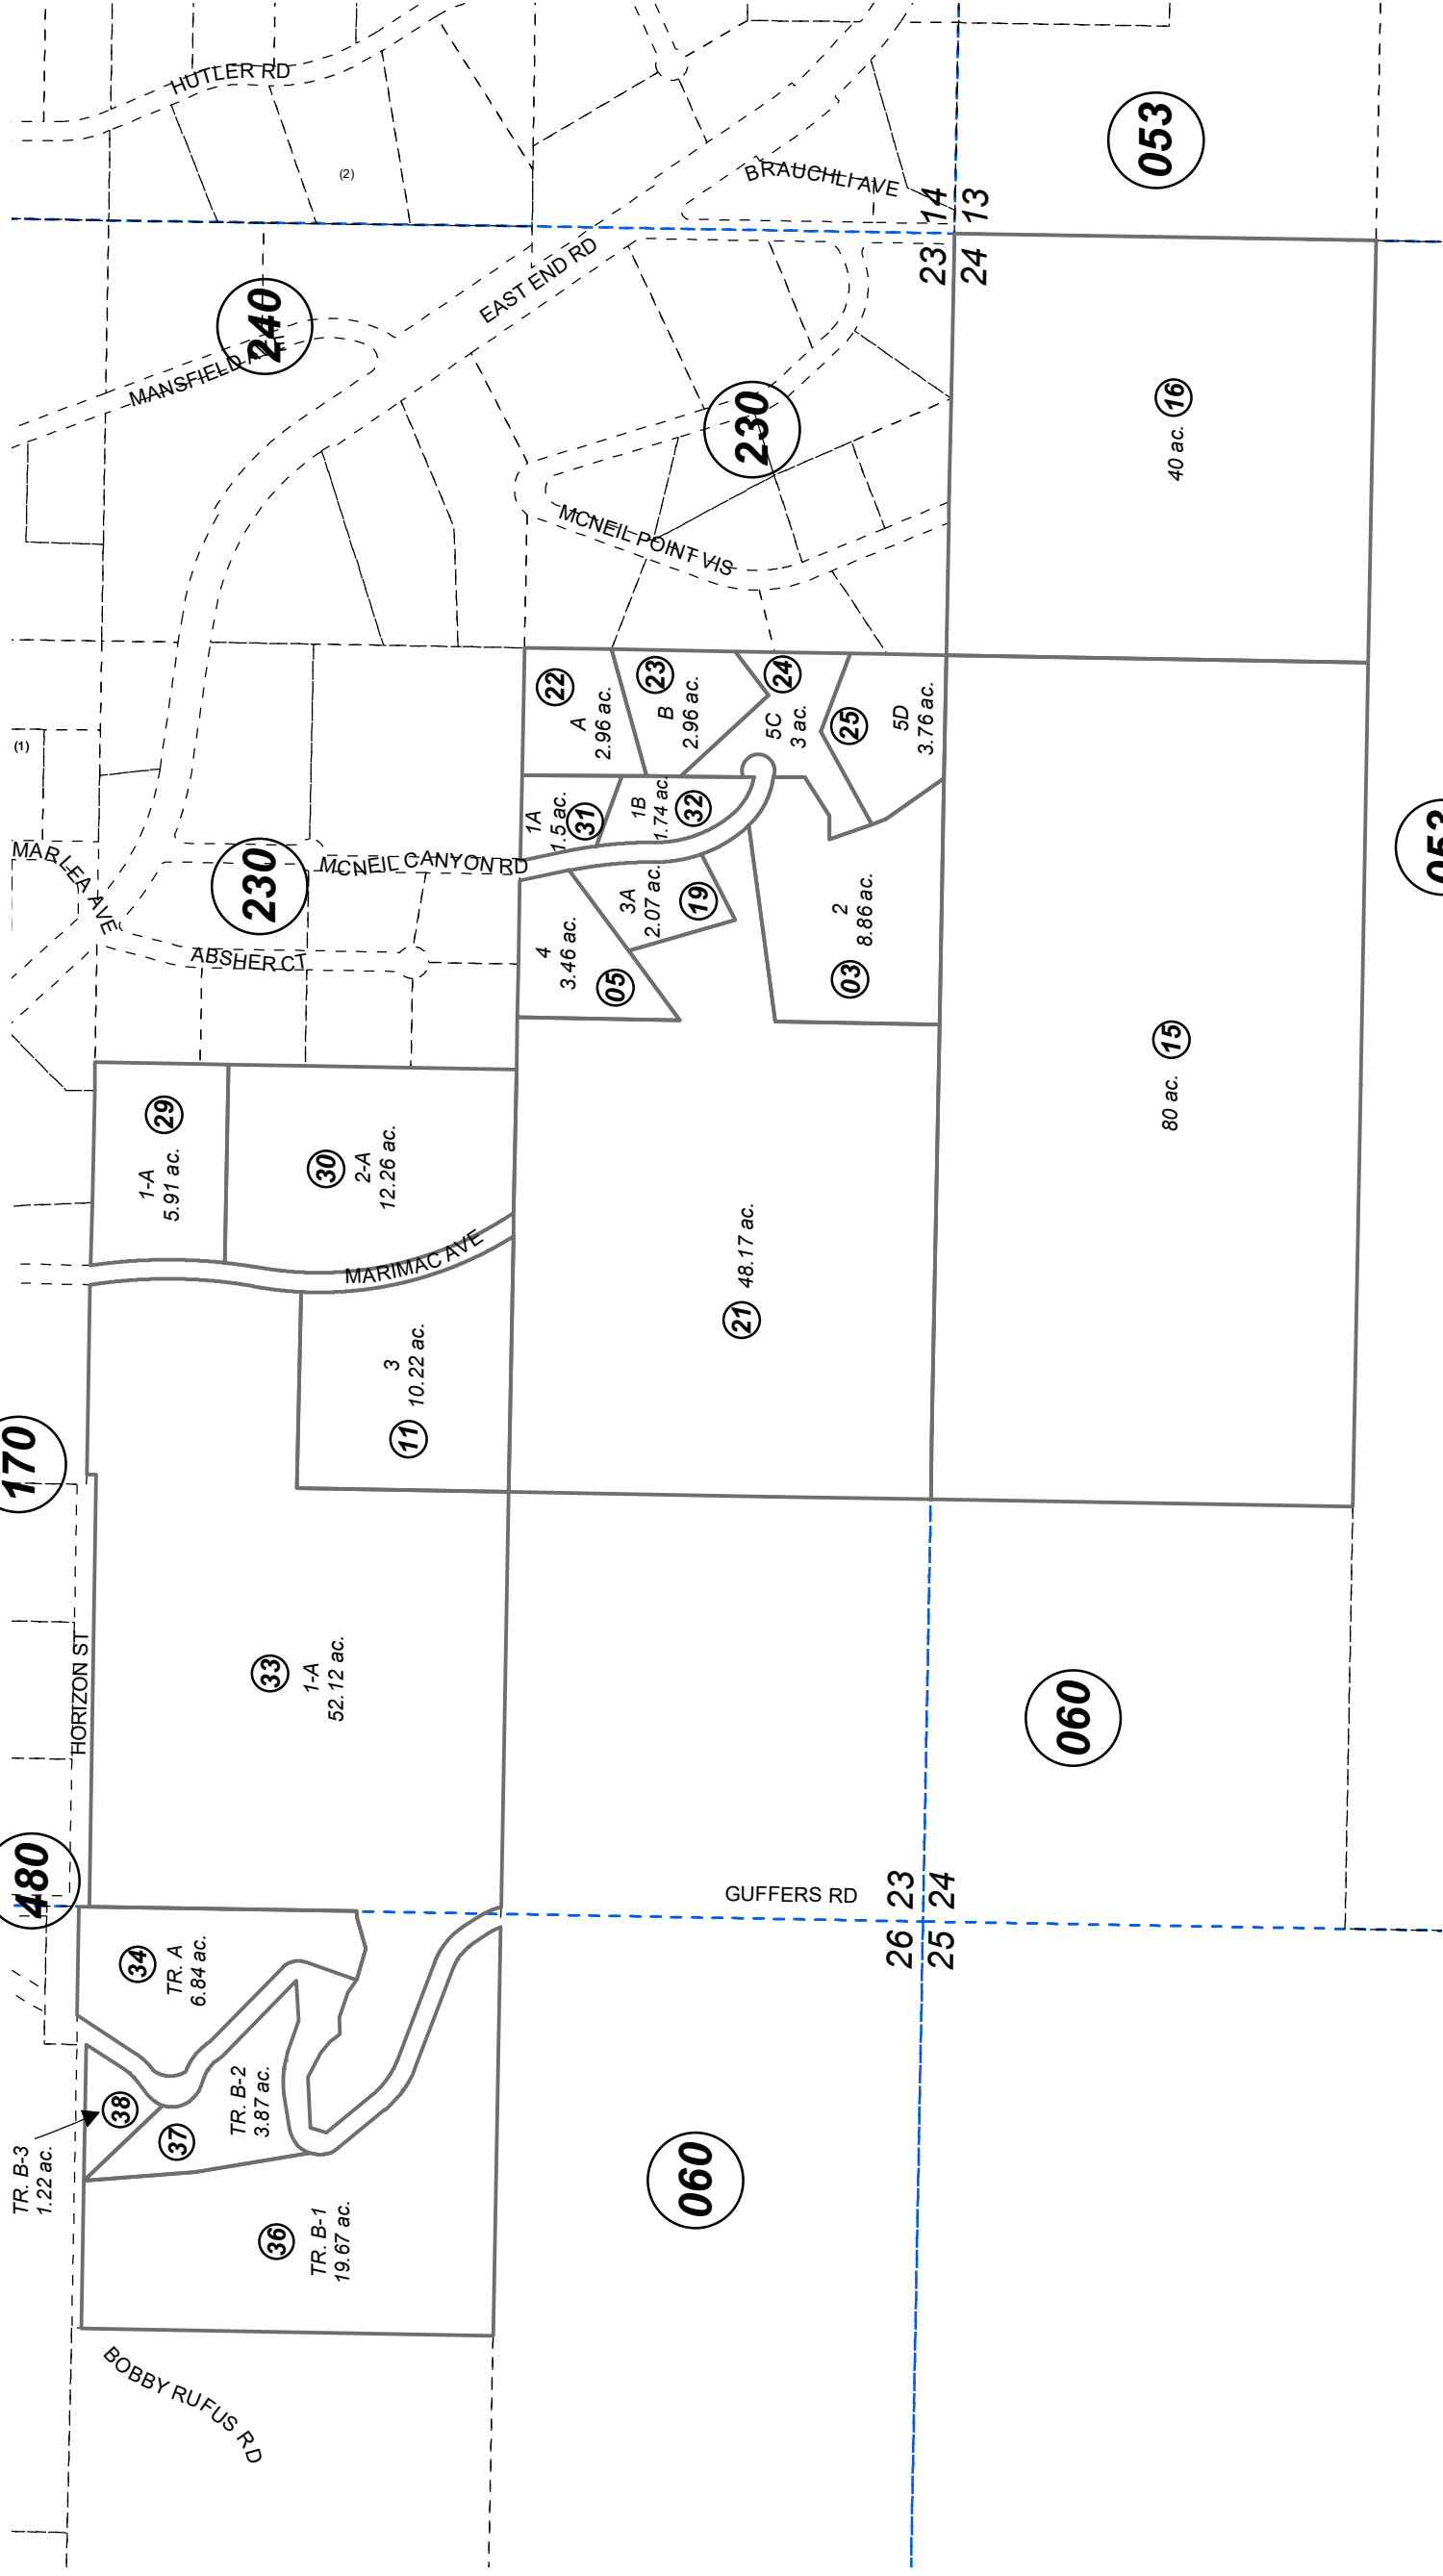 HUTLER RD
(2)
BRAUCHLI AVE
053
14
13
23
24
EAST END RD
240
MANSFIELD AVE
230
16
40 ac.
MCNEIL POINT VIS
22
A
2.96 ac.
23
B
2.96 ac.
24
5C
3 ac.
25
5D
3.76 ac.
(1)
1A
1.5 ac.
31
1B
1.74 ac.
32
MAR LEA AVE
230
MCNEIL CANYON RD
ABSHER CT
3A
2.07 ac.
19
4
3.46 ac.
05
2
8.86 ac.
03
053
15
80 ac.
29
1-A
5.91 ac.
30
2-A
12.26 ac.
MARIMAC AVE
48.17 ac.
21
3
10.22 ac.
11
170
HORIZON ST
33
1-A
52.12 ac.
060
480
GUFFERS RD
23
24
26
25
34
TR. A
6.84 ac.
38
TR. B-3
1.22 ac.
37
TR. B-2
3.87 ac.
36
TR. B-1
19.67 ac.
060
BOBBY RUFUS RD